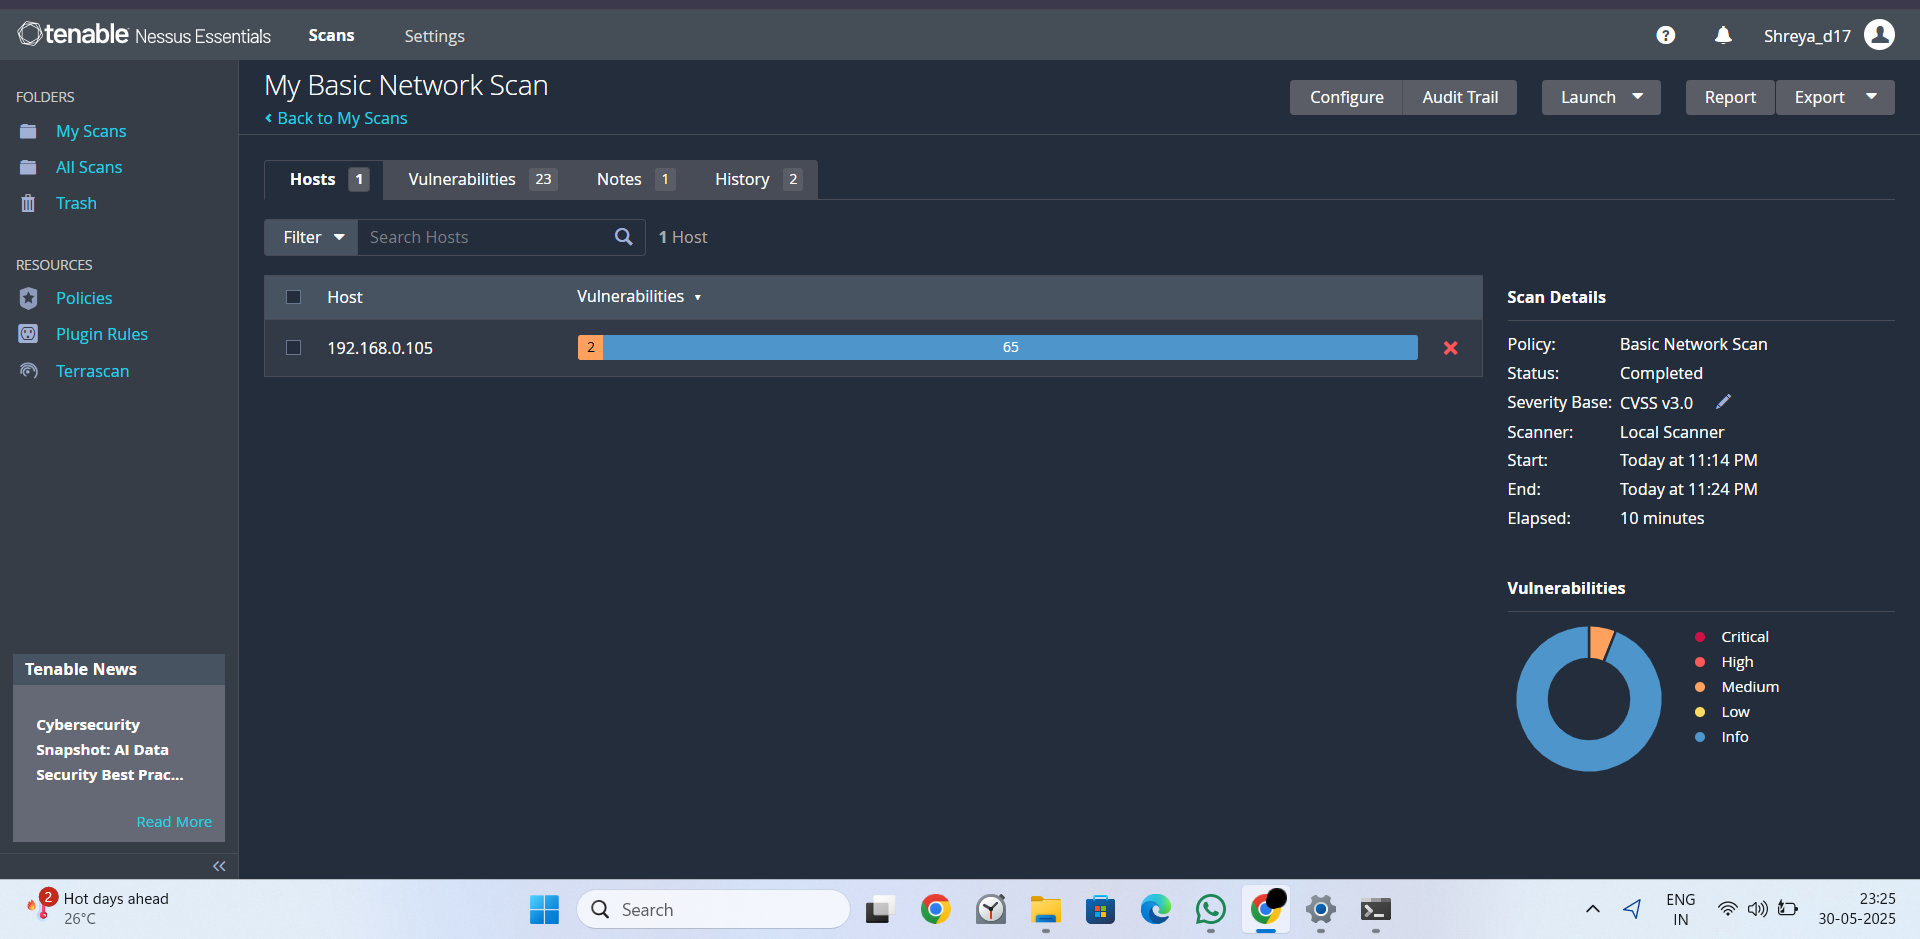 tenable Nessus Essentials
Scans
Settings
?
Shreya_d17
FOLDERS
My Scans
All Scans
Trash
RESOURCES
Policies
Plugin Rules
Terrascan
Tenable News
Cybersecurity
Snapshot: AI Data
Security Best Prac...
Read More
My Basic Network Scan
Back to My Scans
Configure
Audit Trail
Launch
Report
Export
Hosts 1
Vulnerabilities 23
Notes 1
History 2
Filter
Search Hosts
1 Host
Host
Vulnerabilities
192.168.0.105
2
65
Scan Details
Policy: Basic Network Scan
Status: Completed
Severity Base: CVSS v3.0
Scanner: Local Scanner
Start: Today at 11:14 PM
End: Today at 11:24 PM
Elapsed: 10 minutes
Vulnerabilities
Critical
High
Medium
Low
Info
2
Hot days ahead
26°C
Search
ENG
IN
23:25
30-05-2025